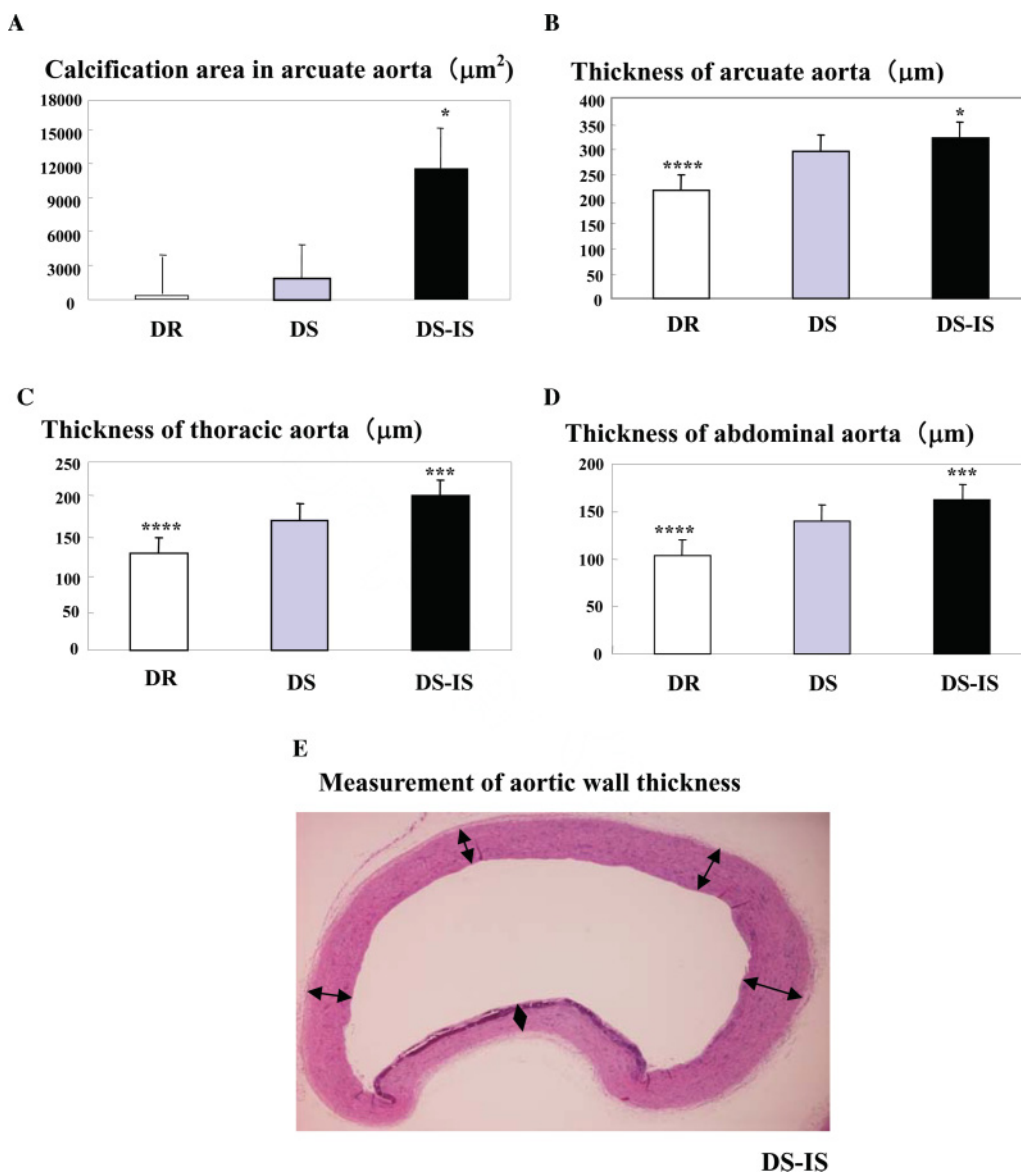 A
Calcification area in arcuate aorta (μm²)
18000
15000
12000
9000
6000
3000
0
*
DR
DS
DS-IS
B
Thickness of arcuate aorta (μm)
400
350
300
250
200
150
100
50
0
****
*
DR
DS
DS-IS
C
Thickness of thoracic aorta (μm)
250
200
150
100
50
0
****
***
DR
DS
DS-IS
D
Thickness of abdominal aorta (μm)
200
150
100
50
0
****
***
DR
DS
DS-IS
E
Measurement of aortic wall thickness
DS-IS